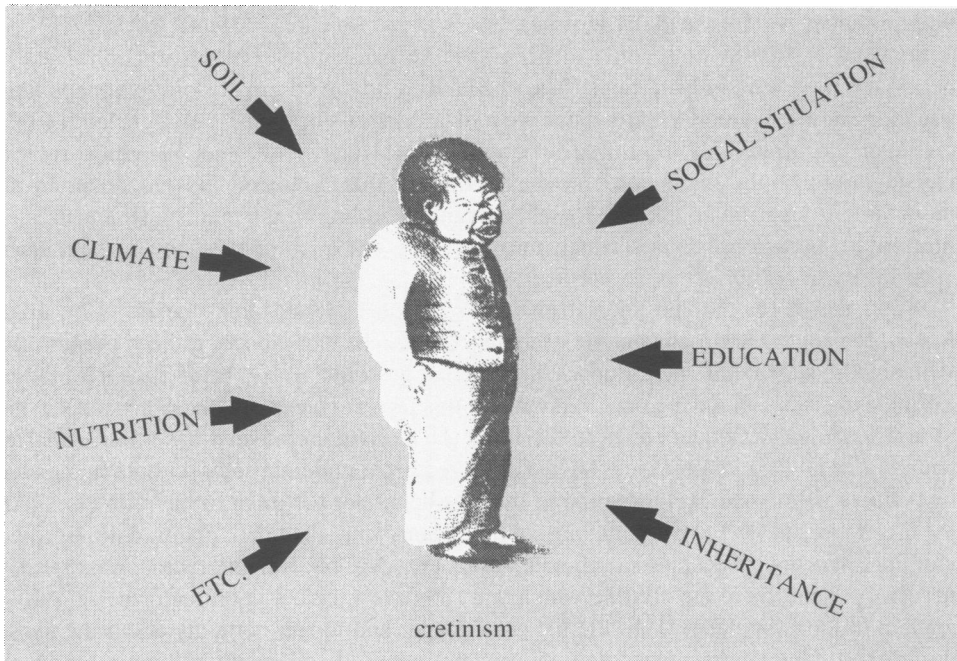 SOIL
SOCIAL SITUATION
CLIMATE
EDUCATION
NUTRITION
INHERITANCE
ETC.
cretinism